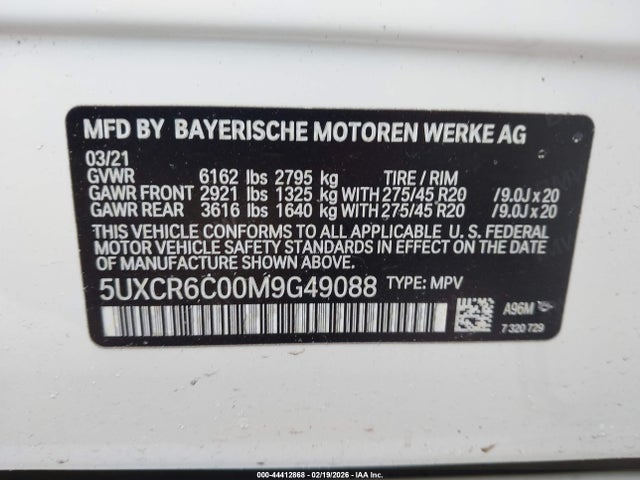 MFD BY BAYERISCHE MOTOREN WERKE AG
03/21
GVWR 6162 lbs 2795 kg TIRE / RIM
GAWR FRONT 2921 lbs 1325 kg WITH 275/45 R20 /9.0J x 20
GAWR REAR 3616 lbs 1640 kg WITH 275/45 R20 /9.0J x 20
THIS VEHICLE CONFORMS TO ALL APPLICABLE U. S. FEDERAL
MOTOR VEHICLE SAFETY STANDARDS IN EFFECT ON THE DATE
OF MANUFACTURE SHOWN ABOVE.
5UXCR6C00M9G49088 TYPE: MPV
A96M
7 320 729
000-44412868 - 02/19/2026 - IAA Inc.